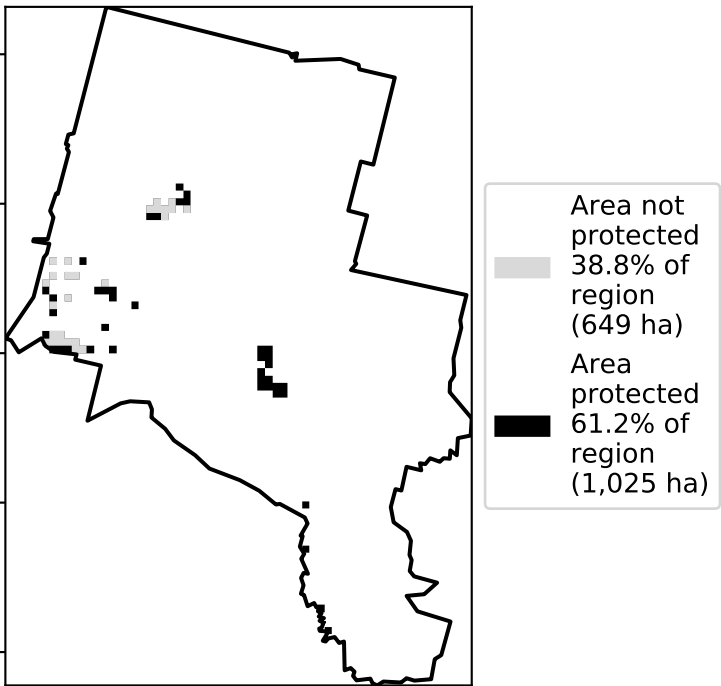 Area not
protected
38.8% of
region
(649 ha)
Area
protected
61.2% of
region
(1,025 ha)